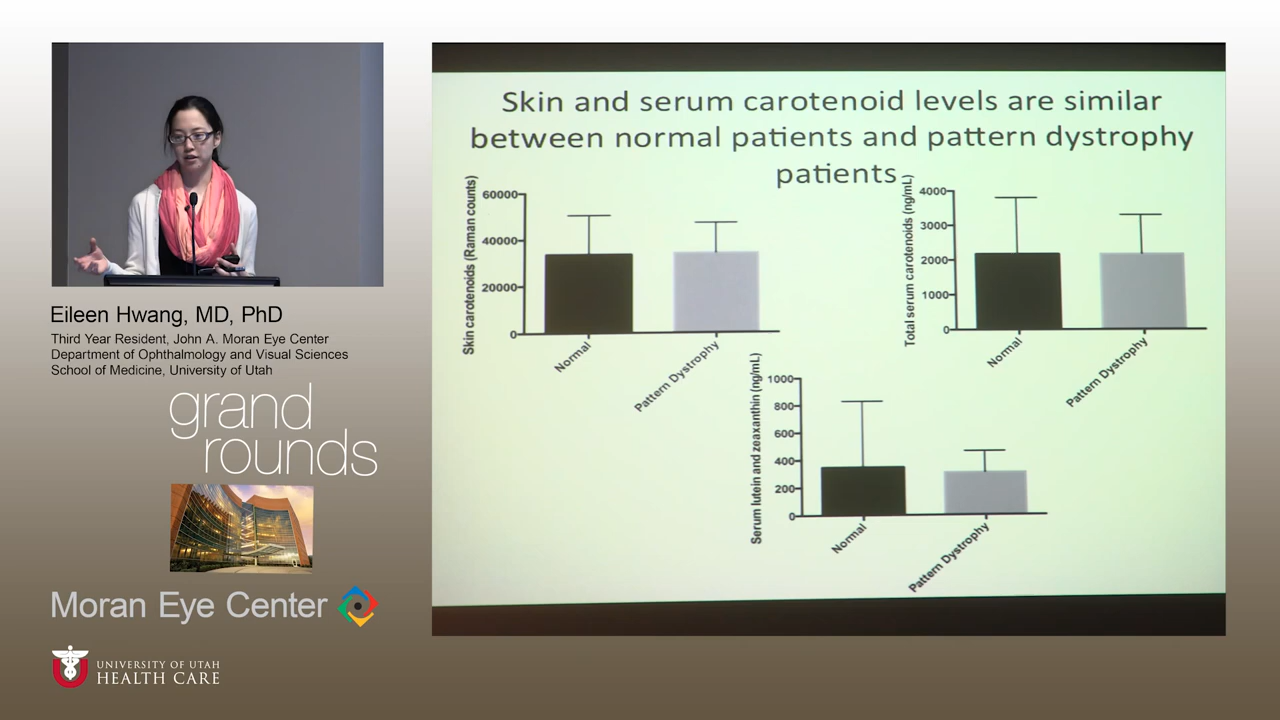 Eileen Hwang, MD, PhD
Third Year Resident, John A. Moran Eye Center
Department of Ophthalmology and Visual Sciences
School of Medicine, University of Utah
grand
rounds
Moran Eye Center
UNIVERSITY OF UTAH
HEALTH CARE
Skin and serum carotenoid levels are similar
between normal patients and pattern dystrophy
patients
Skin carotenoids (Raman counts)
60000
40000
20000
0
Normal
Pattern Dystrophy
Total serum carotenoids (ng/mL)
4000
3000
2000
1000
0
Normal
Pattern Dystrophy
Serum lutein and zeaxanthin (ng/mL)
1000
800
600
400
200
0
Normal
Pattern Dystrophy